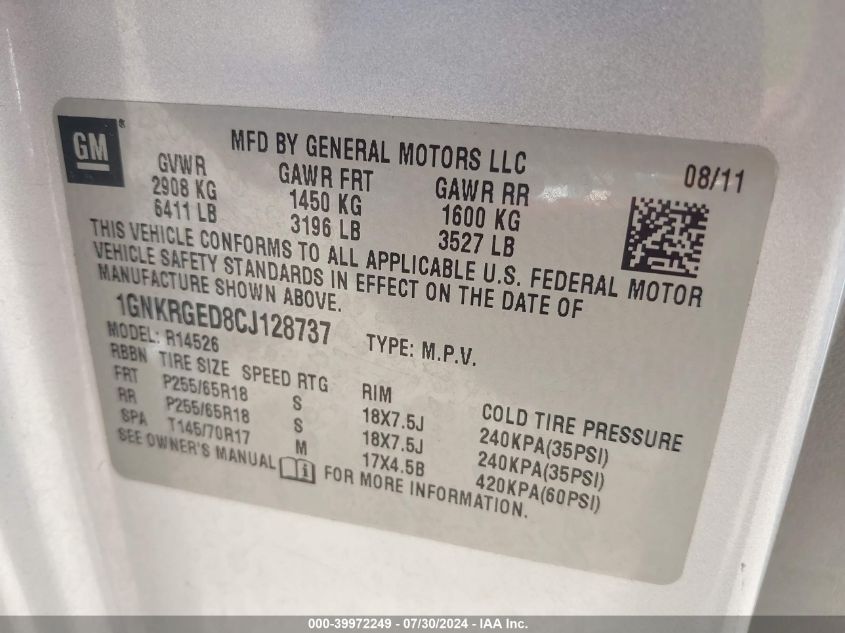 GM®
MFD BY GENERAL MOTORS LLC
08/11
GVWR GAWR FRT GAWR RR
2908 KG 1450 KG 1600 KG
6411 LB 3196 LB 3527 LB
THIS VEHICLE CONFORMS TO ALL APPLICABLE U.S. FEDERAL MOTOR
VEHICLE SAFETY STANDARDS IN EFFECT ON THE DATE OF
MANUFACTURE SHOWN ABOVE.
1GNKRGED8CJ128737 TYPE: M.P.V.
MODEL: R14526
RBBN TIRE SIZE SPEED RTG RIM COLD TIRE PRESSURE
FRT P255/65R18 S 18X7.5J 240KPA(35PSI)
RR P255/65R18 S 18X7.5J 240KPA(35PSI)
SPA T145/70R17 M 17X4.5B 420KPA(60PSI)
SEE OWNER'S MANUAL i FOR MORE INFORMATION.
000-39972249 - 07/30/2024 - IAA Inc.